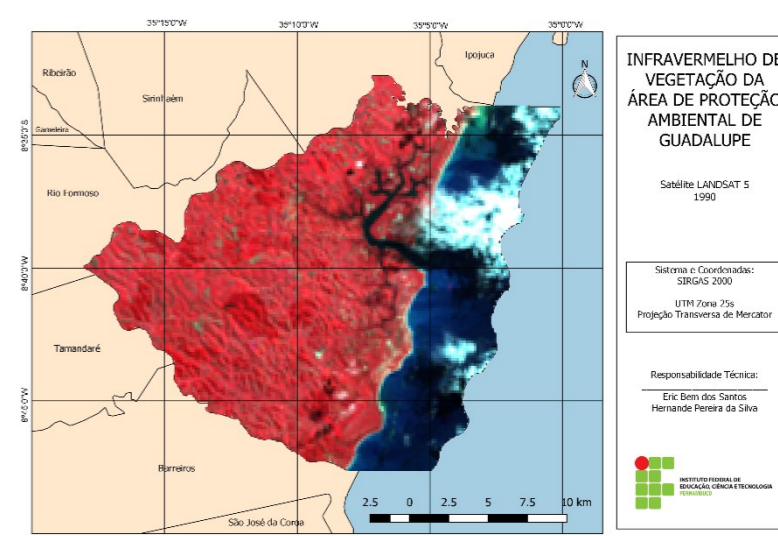 35°15'0"W
35°10'0"W
35°5'0"W
35°0'0"W
Ribeirão
Ipojuca
N
Sirinhaém
Gameleira
8°35'0"S
Rio Formoso
8°40'0"W
Tamandaré
Barreiros
São José da Coroa
2.5 0 2.5 5 7.5 10 km
INFRAVERMELHO DE
VEGETAÇÃO DA
ÁREA DE PROTEÇÃO
AMBIENTAL DE
GUADALUPE
Satélite LANDSAT 5
1990
Sistema e Coordenadas:
SIRGAS 2000
UTM Zona 25s
Projeção Transversa de Mercator
Responsabilidade Técnica:
Eric Bem dos Santos
Hernande Pereira da Silva
INSTITUTO FEDERAL DE
EDUCAÇÃO, CIÊNCIA E TECNOLOGIA
PERNAMBUCO